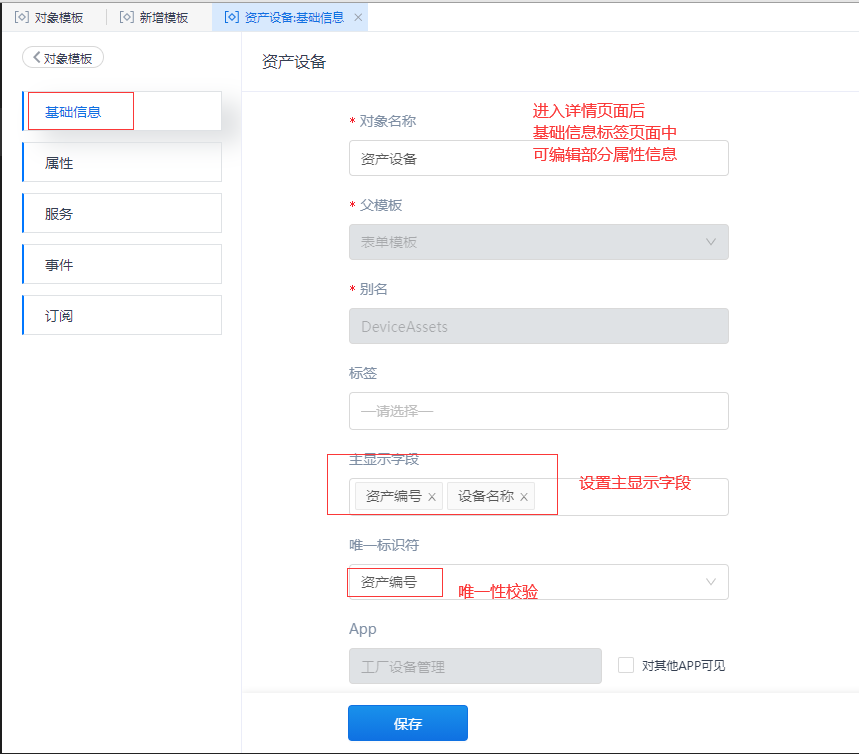 对象模板
新增模板
资产设备:基础信息
对象模板
资产设备
基础信息
属性
服务
事件
订阅
* 对象名称
资产设备
进入详情页面后
基础信息标签页面中
可编辑部分属性信息
* 父模板
表单模板
* 别名
DeviceAssets
标签
—请选择—
主显示字段
资产编号 × 设备名称 ×
设置主显示字段
唯一标识符
资产编号
唯一性校验
App
工厂设备管理
对其他APP可见
保存